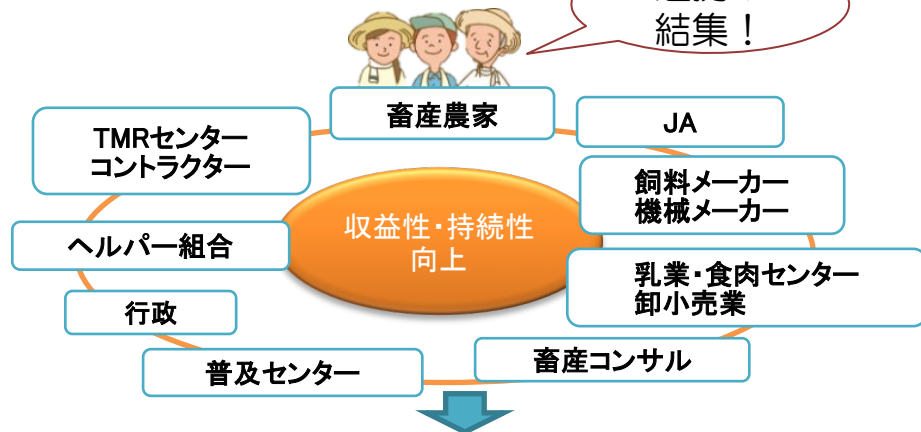 結集！
畜産農家
JA
TMRセンター
コントラクター
飼料メーカー
機械メーカー
収益性・持続性
向上
ヘルパー組合
乳業・食肉センター
卸小売業
行政
畜産コンサル
普及センター